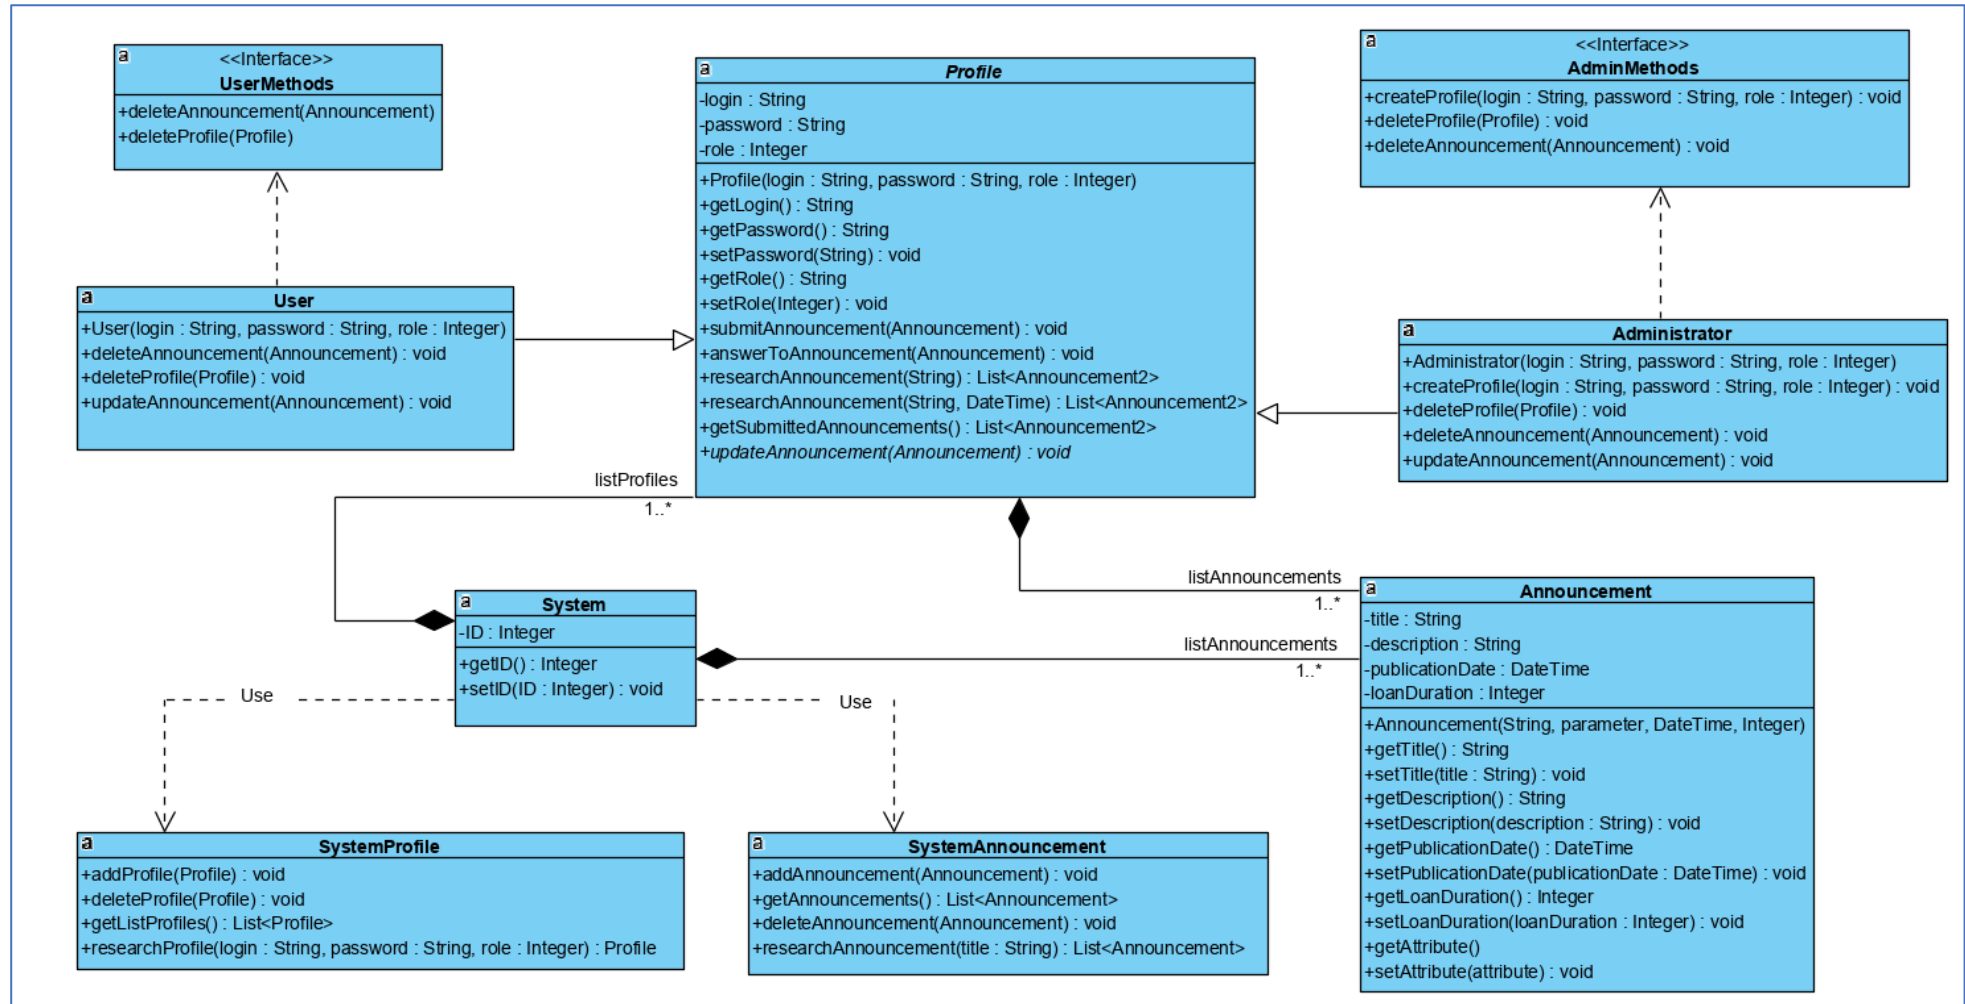 a
<<Interface>>
UserMethods
+deleteAnnouncement(Announcement)
+deleteProfile(Profile)
a
Profile
-login : String
-password : String
-role : Integer
+Profile(login : String, password : String, role : Integer)
+getLogin() : String
+getPassword() : String
+setPassword(String) : void
+getRole() : String
+setRole(Integer) : void
+submitAnnouncement(Announcement) : void
+answerToAnnouncement(Announcement) : void
+researchAnnouncement(String) : List<Announcement2>
+researchAnnouncement(String, DateTime) : List<Announcement2>
+getSubmittedAnnouncements() : List<Announcement2>
+updateAnnouncement(Announcement) : void
a
<<Interface>>
AdminMethods
+createProfile(login : String, password : String, role : Integer) : void
+deleteProfile(Profile) : void
+deleteAnnouncement(Announcement) : void
a
User
+User(login : String, password : String, role : Integer)
+deleteAnnouncement(Announcement) : void
+deleteProfile(Profile) : void
+updateAnnouncement(Announcement) : void
a
Administrator
+Administrator(login : String, password : String, role : Integer)
+createProfile(login : String, password : String, role : Integer) : void
+deleteProfile(Profile) : void
+deleteAnnouncement(Announcement) : void
+updateAnnouncement(Announcement) : void
listProfiles
1..*
listAnnouncements
1..*
a
System
-ID : Integer
+getID() : Integer
+setID(ID : Integer) : void
listAnnouncements
1..*
Use
Use
a
Announcement
-title : String
-description : String
-publicationDate : DateTime
-loanDuration : Integer
+Announcement(String, parameter, DateTime, Integer)
+getTitle() : String
+setTitle(title : String) : void
+getDescription() : String
+setDescription(description : String) : void
+getPublicationDate() : DateTime
+setPublicationDate(publicationDate : DateTime) : void
+getLoanDuration() : Integer
+setLoanDuration(loanDuration : Integer) : void
+getAttribute()
+setAttribute(attribute) : void
a
SystemProfile
+addProfile(Profile) : void
+deleteProfile(Profile) : void
+getListProfiles() : List<Profile>
+researchProfile(login : String, password : String, role : Integer) : Profile
a
SystemAnnouncement
+addAnnouncement(Announcement) : void
+getAnnouncements() : List<Announcement>
+deleteAnnouncement(Announcement) : void
+researchAnnouncement(title : String) : List<Announcement>